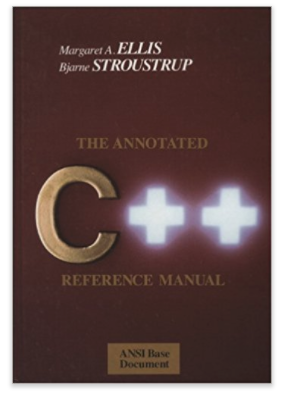 Margaret A. ELLIS
Bjarne STROUSTRUP
THE ANNOTATED
C++
REFERENCE MANUAL
ANSI Base
Document